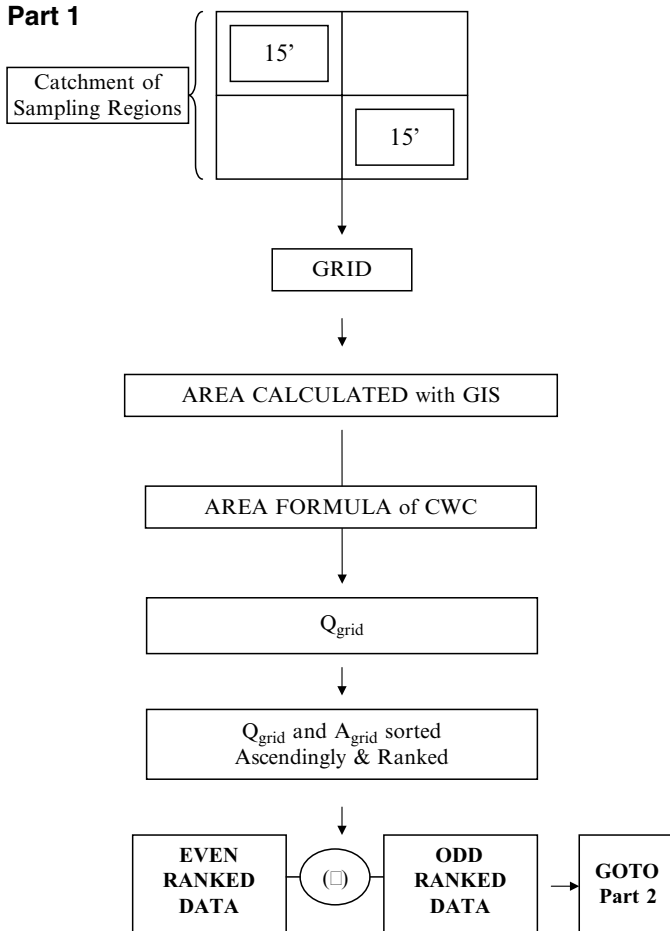 Part 1
15'
Catchment of
Sampling Regions
15'
GRID
AREA CALCULATED with GIS
AREA FORMULA of CWC
Qgrid
Qgrid and Agrid sorted
Ascendingly & Ranked
EVEN
RANKED
DATA
(□)
ODD
RANKED
DATA
GOTO
Part 2